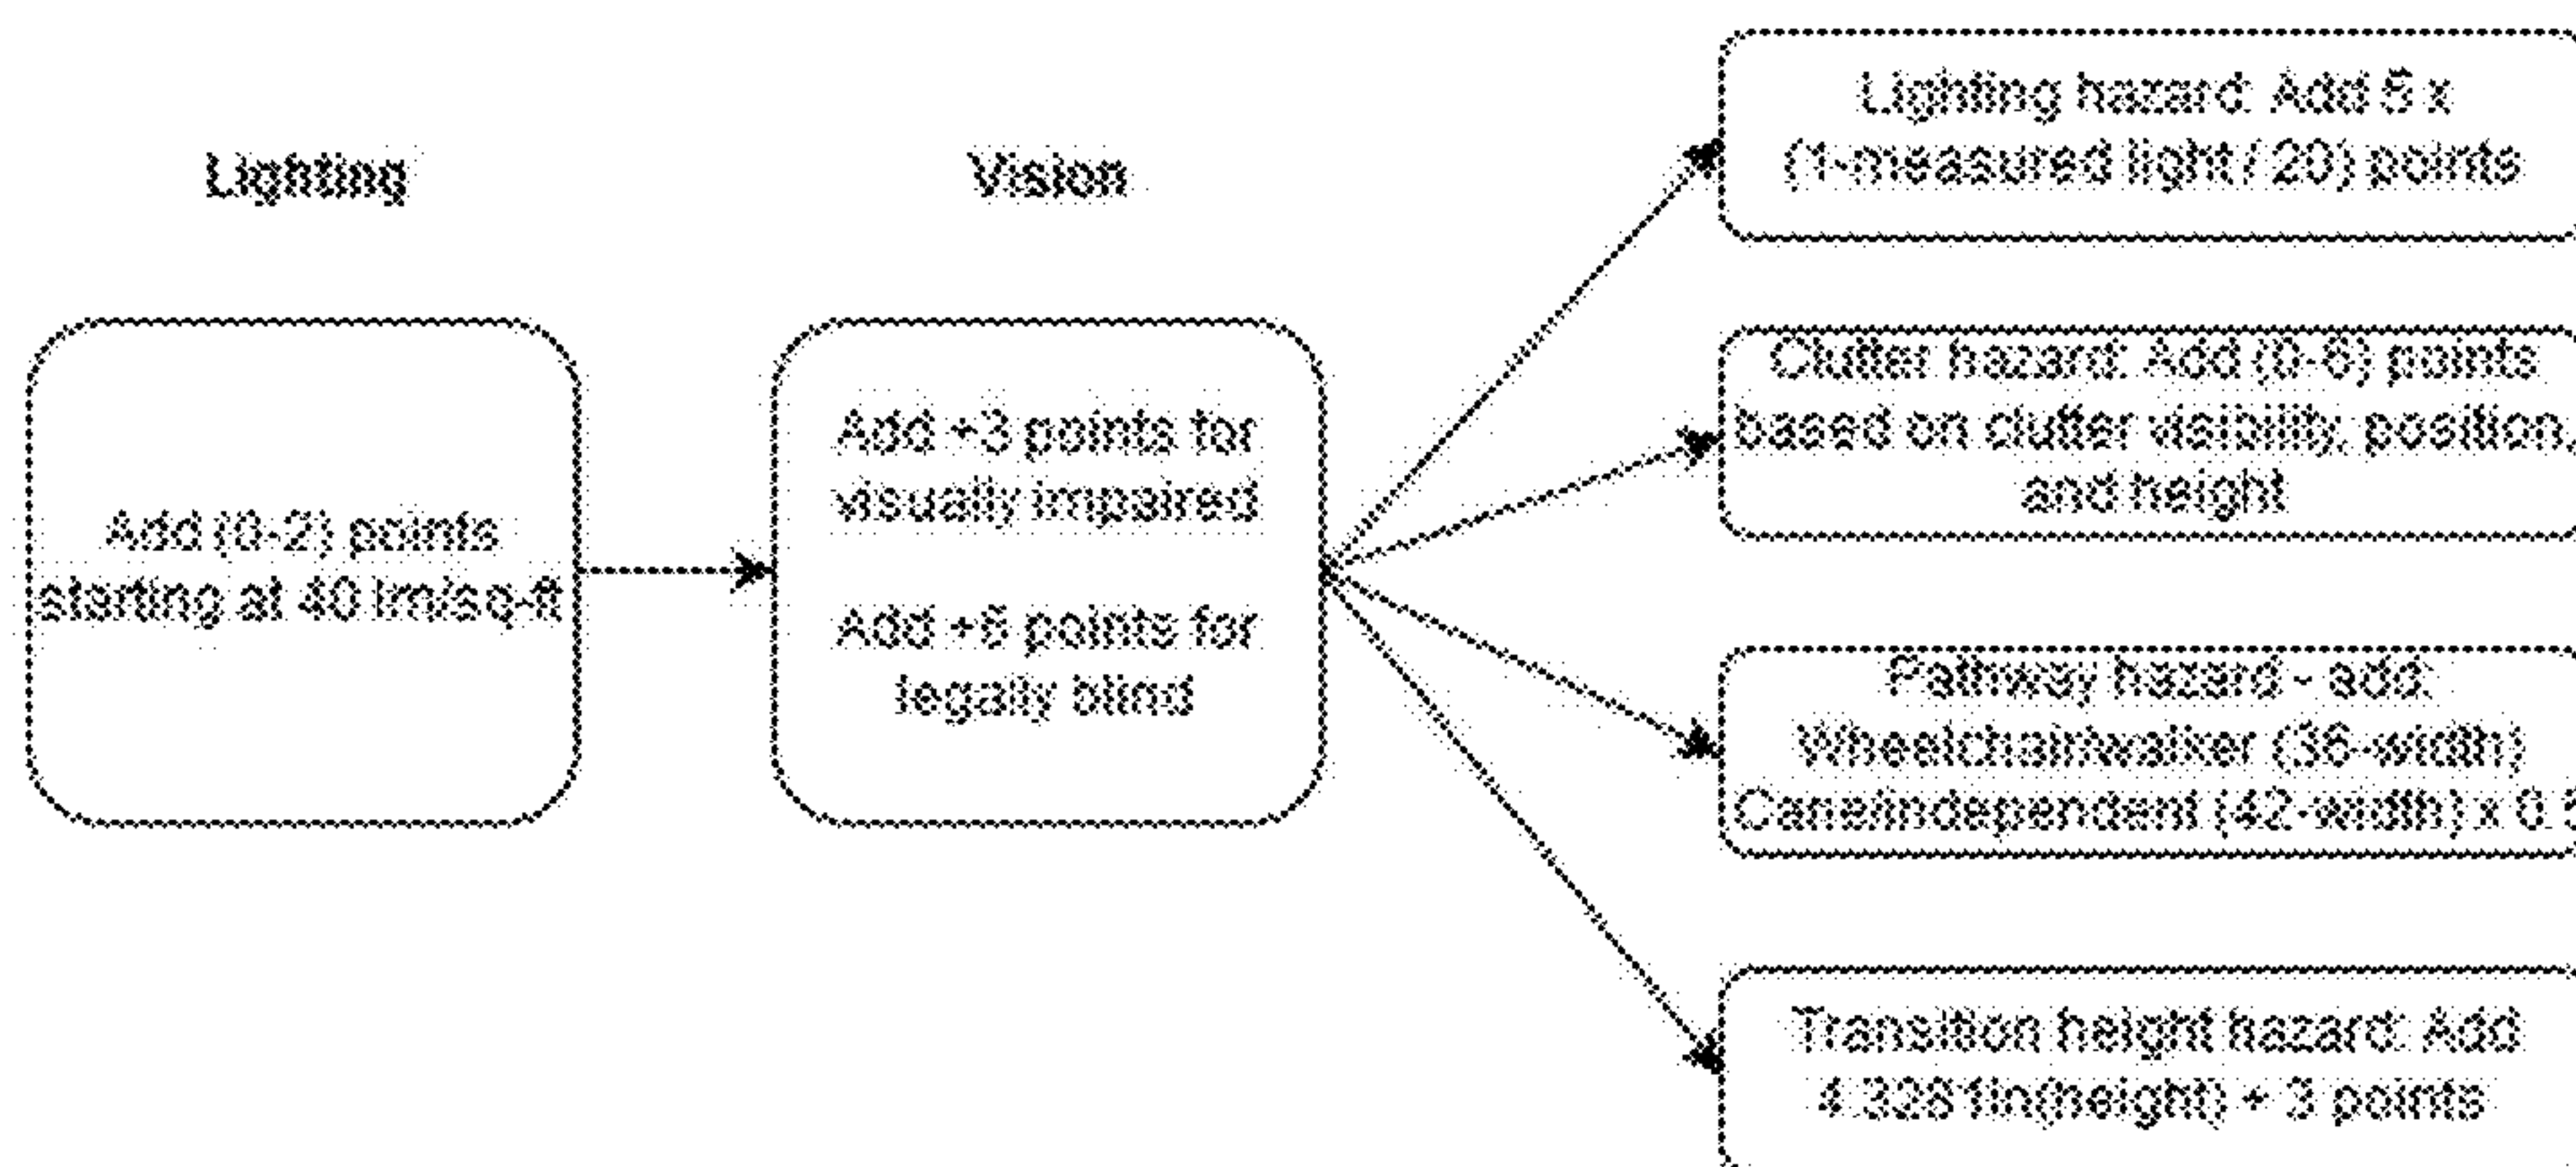 Lighting
Add (0-2) points
starting at 40 lm/sq-ft
Vision
Add +3 points for
visually impaired
Add +6 points for
legally blind
Lighting hazard: Add 5 x
(1-measured light / 20) points
Clutter hazard: Add (0-6) points
based on clutter visibility, position,
and height
Pathway hazard - add:
Wheelchair/walker (36-width)
Cane/independent (42-width) x 0.
Transition height hazard: Add
4.3281ln(height) + 3 points